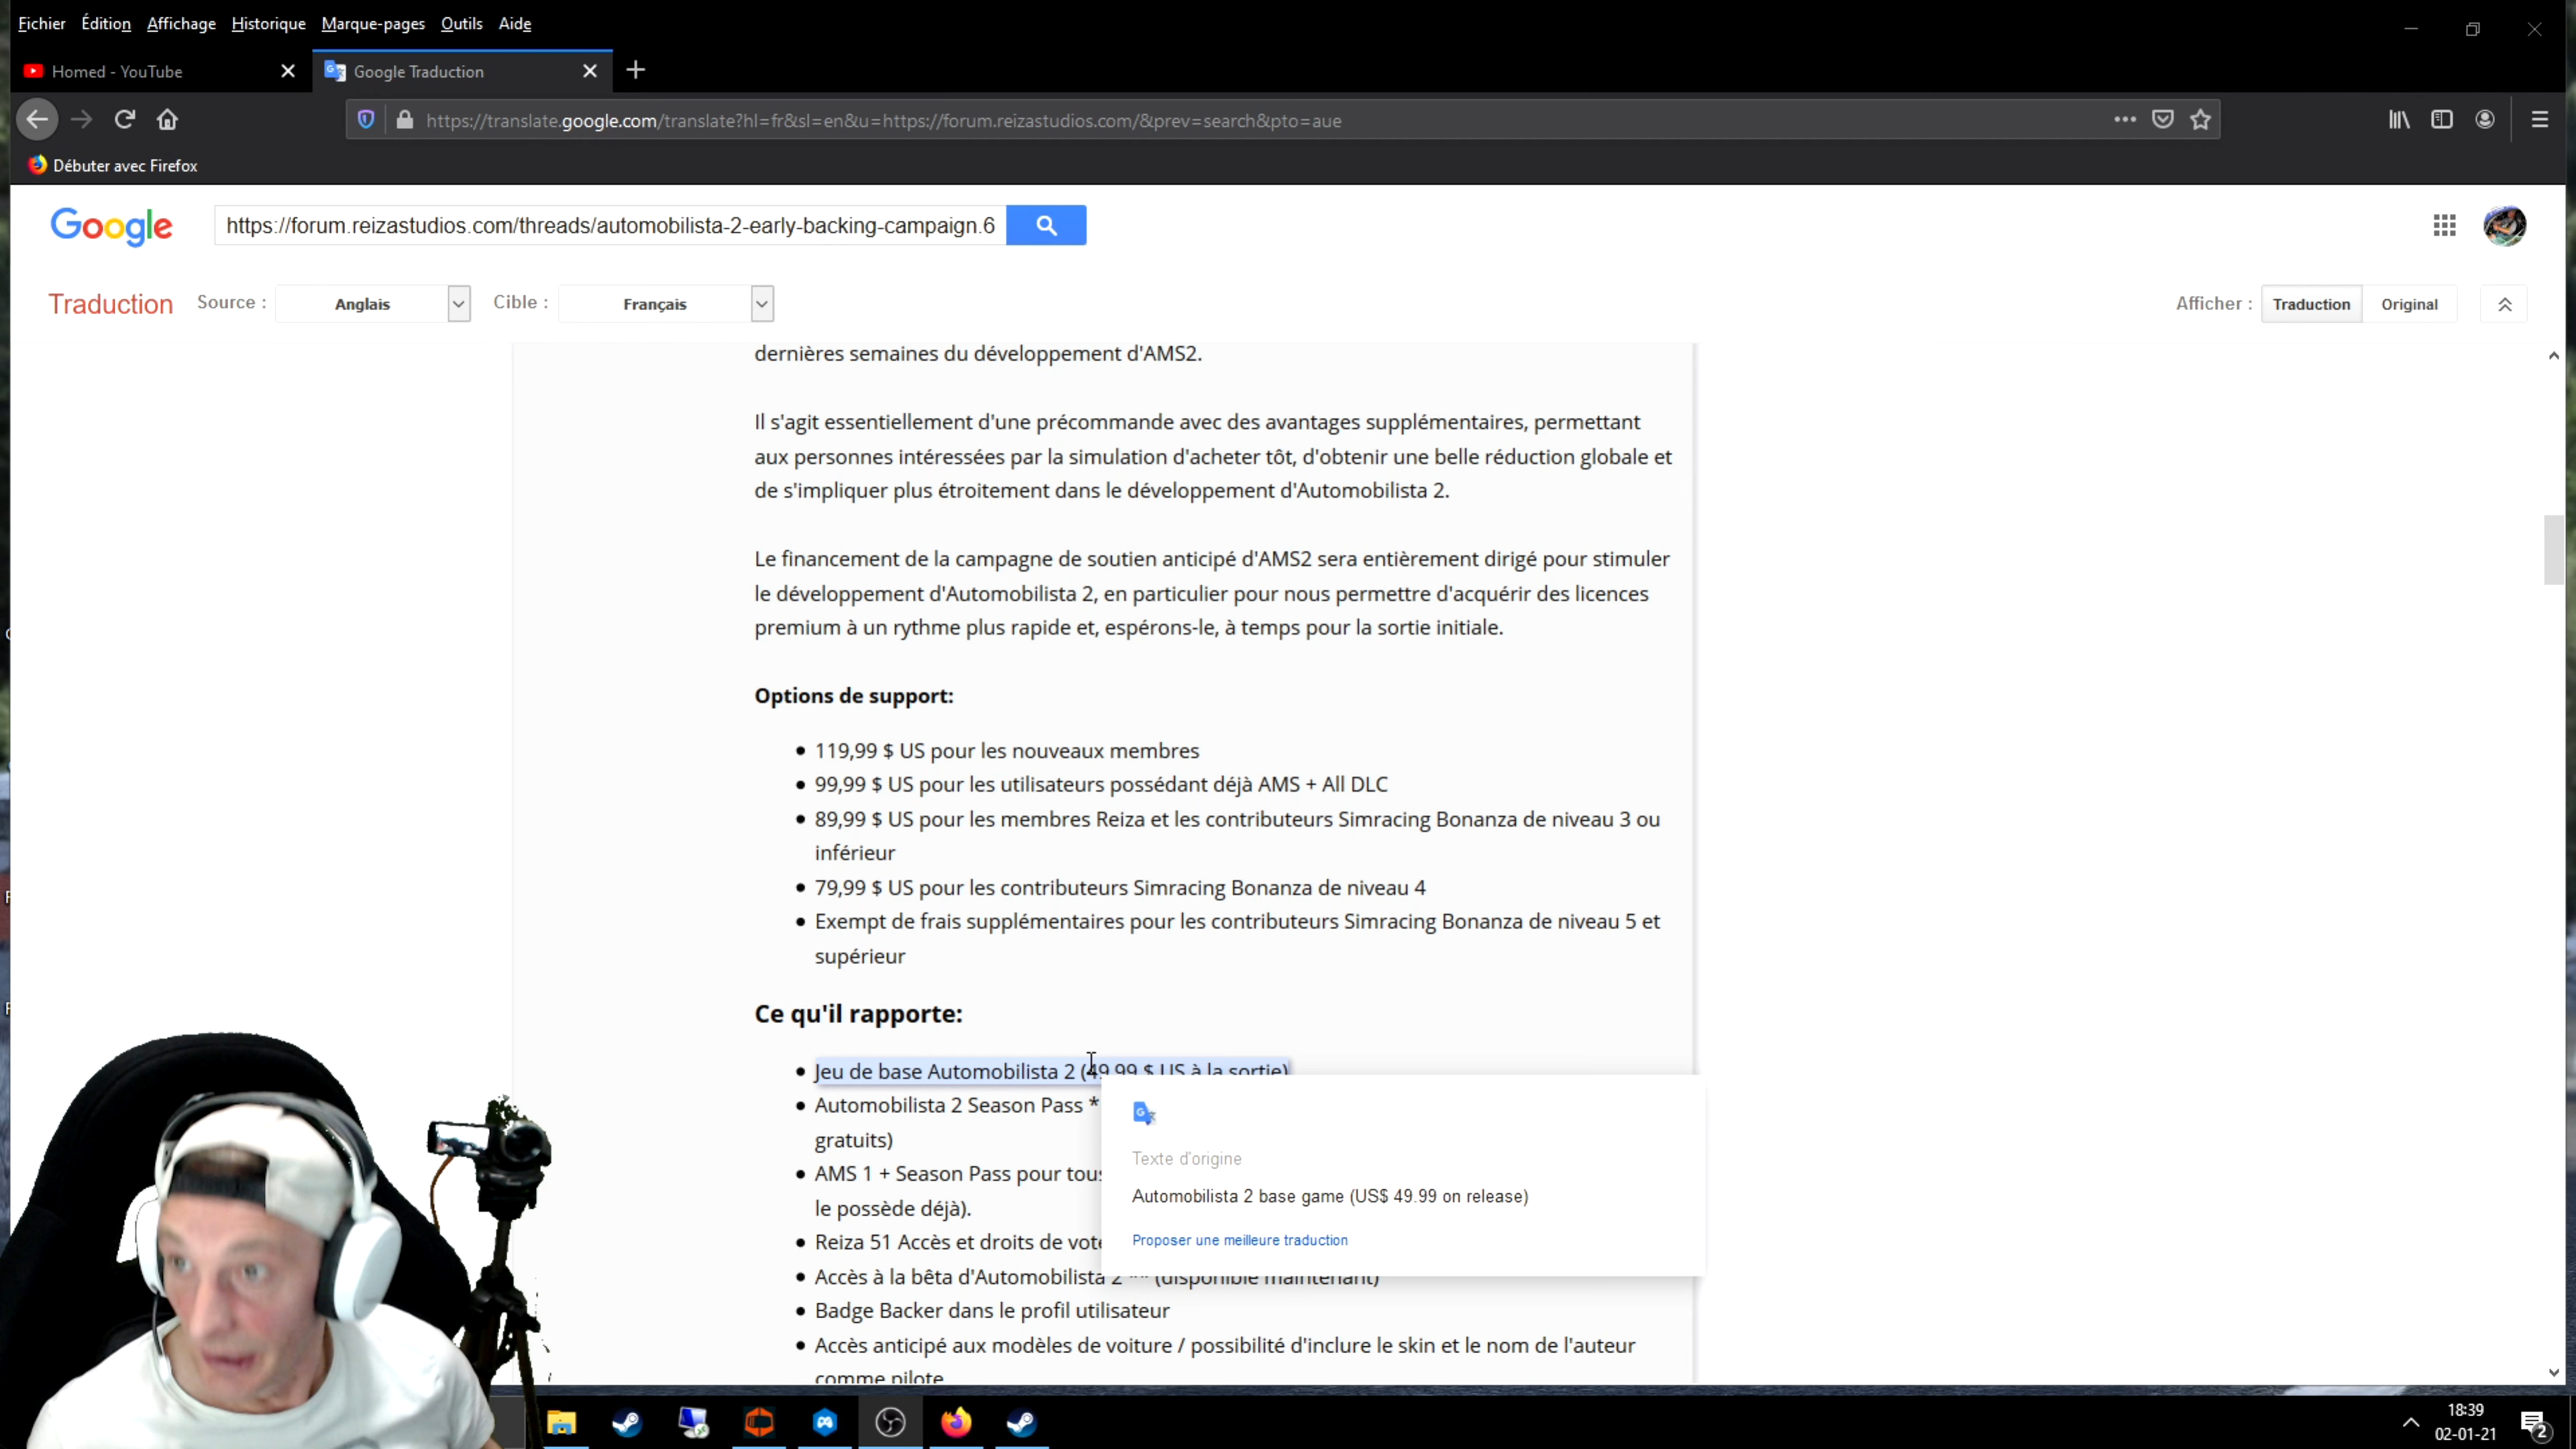 Fichier Édition Affichage Historique Marque-pages Outils Aide
Homed - YouTube
Google Traduction
https://translate.google.com/translate?hl=fr&sl=en&u=https://forum.reizastudios.com/&prev=search&pto=aue
Débuter avec Firefox
Google
https://forum.reizastudios.com/threads/automobilista-2-early-backing-campaign.6
Traduction Source : Anglais Cible : Français Afficher : Traduction Original
dernières semaines du développement d'AMS2.
Il s'agit essentiellement d'une précommande avec des avantages supplémentaires, permettant
aux personnes intéressées par la simulation d'acheter tôt, d'obtenir une belle réduction globale et
de s'impliquer plus étroitement dans le développement d'Automobilista 2.
Le financement de la campagne de soutien anticipé d'AMS2 sera entièrement dirigé pour stimuler
le développement d'Automobilista 2, en particulier pour nous permettre d'acquérir des licences
premium à un rythme plus rapide et, espérons-le, à temps pour la sortie initiale.
Options de support:
• 119,99 $ US pour les nouveaux membres
• 99,99 $ US pour les utilisateurs possédant déjà AMS + All DLC
• 89,99 $ US pour les membres Reiza et les contributeurs Simracing Bonanza de niveau 3 ou
inférieur
• 79,99 $ US pour les contributeurs Simracing Bonanza de niveau 4
• Exempt de frais supplémentaires pour les contributeurs Simracing Bonanza de niveau 5 et
supérieur
Ce qu'il rapporte:
• Jeu de base Automobilista 2 (49,99 $ US à la sortie)
• Automobilista 2 Season Pass *
gratuits)
• AMS 1 + Season Pass pour tous
le possède déjà).
• Reiza 51 Accès et droits de vote
• Accès à la bêta d'Automobilista 2 ** (disponible maintenant)
• Badge Backer dans le profil utilisateur
• Accès anticipé aux modèles de voiture / possibilité d'inclure le skin et le nom de l'auteur
comme pilote
Texte d'origine
Automobilista 2 base game (US$ 49.99 on release)
Proposer une meilleure traduction
18:39
02-01-21
2